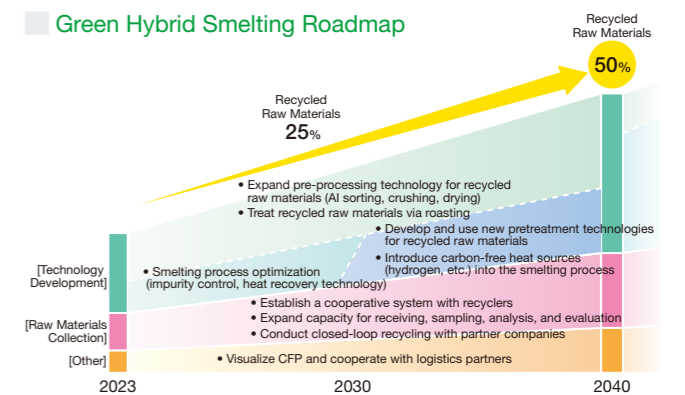 Green Hybrid Smelting Roadmap
Recycled
Raw Materials
50%
Recycled
Raw Materials
25%
• Expand pre-processing technology for recycled
raw materials (AI sorting, crushing, drying)
• Treat recycled raw materials via roasting
• Develop and use new pretreatment technologies
for recycled raw materials
• Introduce carbon-free heat sources
(hydrogen, etc.) into the smelting process
[Technology
Development]
• Smelting process optimization
(impurity control, heat recovery technology)
[Raw Materials
Collection]
• Establish a cooperative system with recyclers
• Expand capacity for receiving, sampling, analysis, and evaluation
• Conduct closed-loop recycling with partner companies
[Other]
• Visualize CFP and cooperate with logistics partners
2023
2030
2040